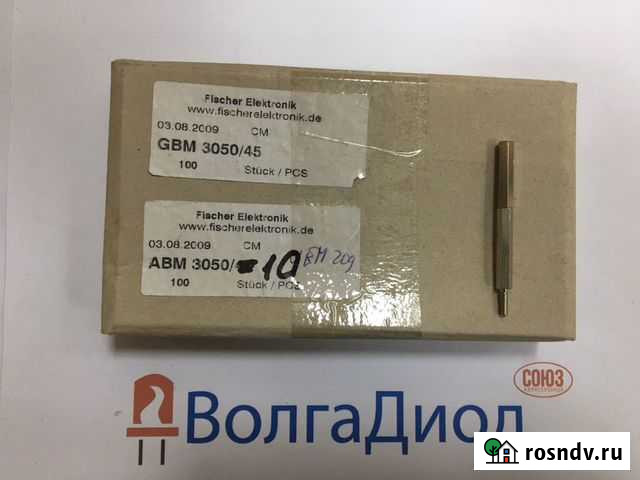 Fischer Elektronik
www.fischerelektronik.de
03.08.2009 CM
GBM 3050/45
100 Stück / PCS
Fischer Elektronik
www.fischerelektronik.de
03.08.2009 CM
ABM 3050/ 10
100 Stück / PCS
СОЮЗ
ВолгаДиод
rosndv.ru